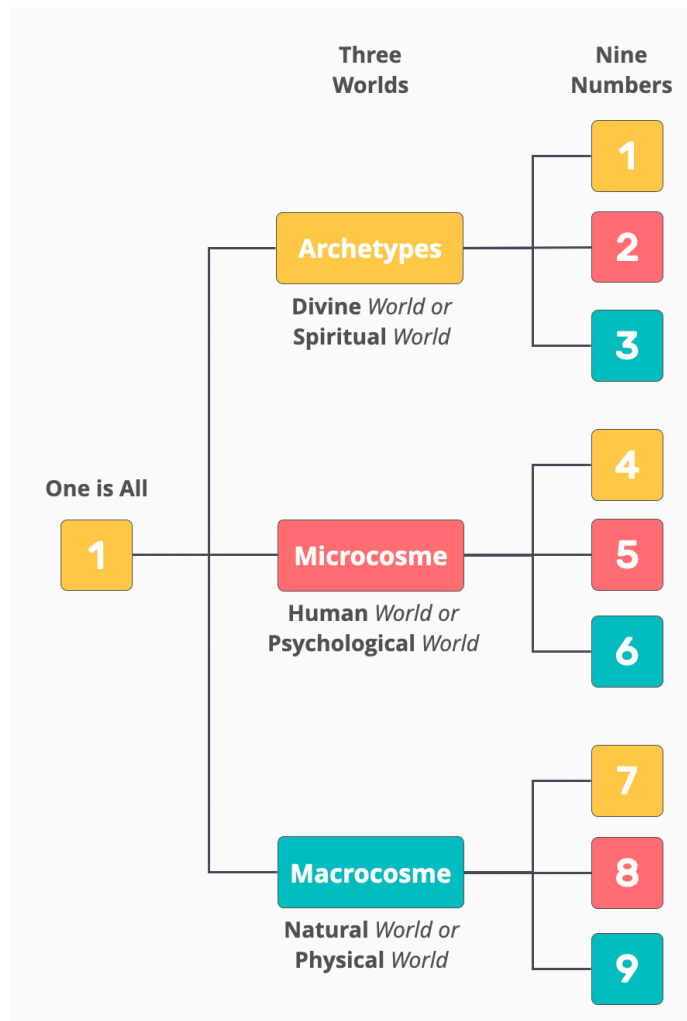 Three
Worlds
Nine
Numbers
1
Archetypes
2
Divine World or
Spiritual World
3
4
One is All
1
Microcosme
5
Human World or
Psychological World
6
7
Macrocosme
8
Natural World or
Physical World
9